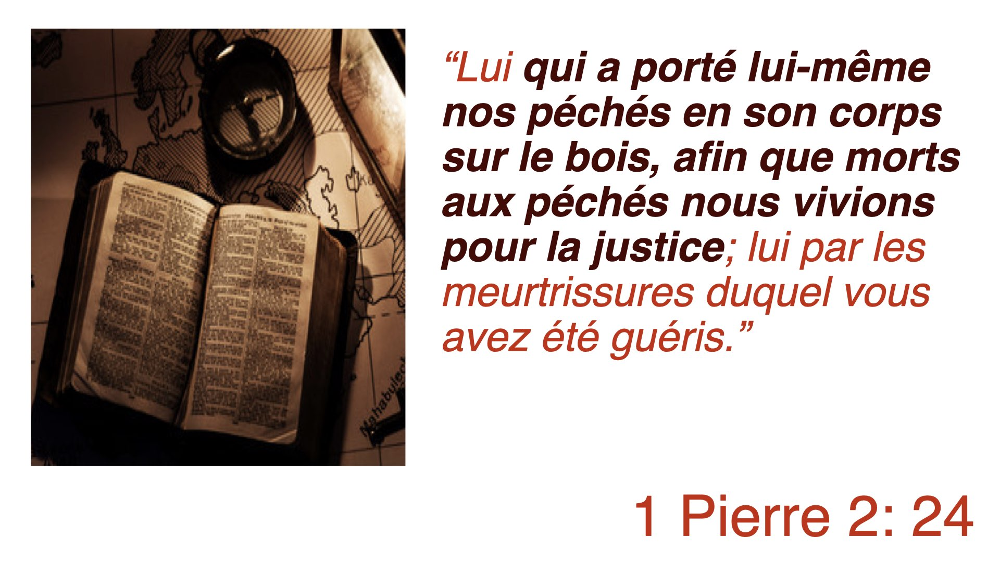 “Lui qui a porté lui-même
nos péchés en son corps
sur le bois, afin que morts
aux péchés nous vivions
pour la justice; lui par les
meurtrissures duquel vous
avez été guéris.”
1 Pierre 2: 24